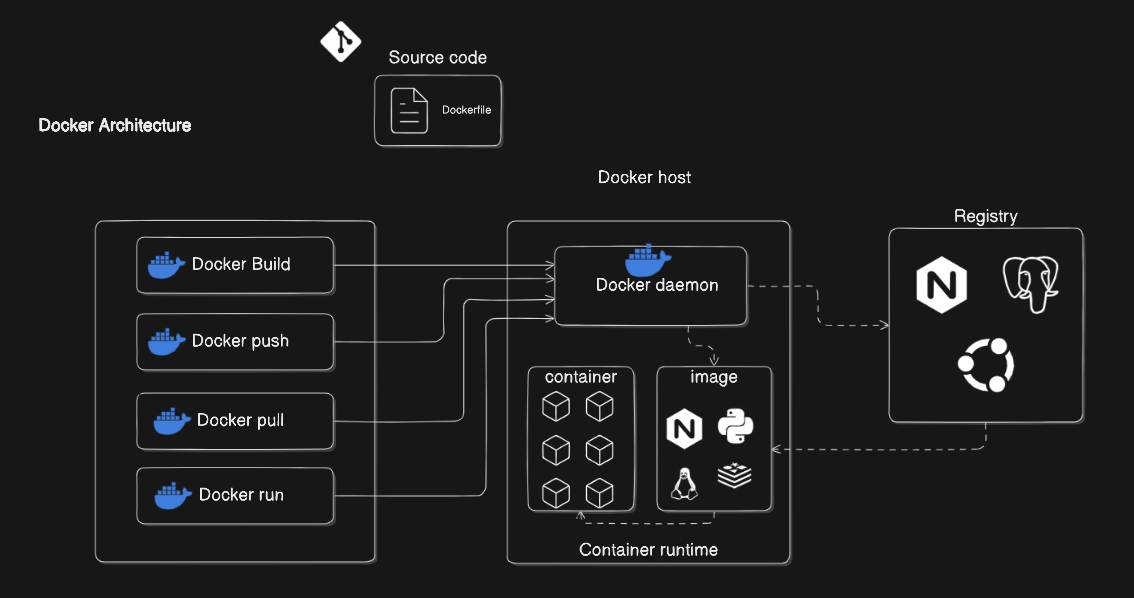 Source code
Dockerfile
Docker Architecture
Docker host
Registry
Docker Build
Docker push
Docker pull
Docker run
Docker daemon
container
image
Container runtime
N
N